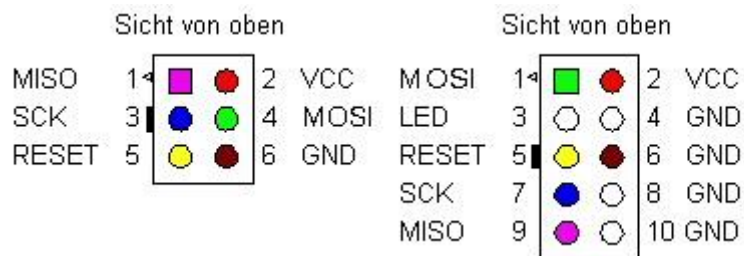 Sicht von oben
MISO 1 2 VCC
SCK 3 4 MOSI
RESET 5 6 GND
Sicht von oben
MOSI 1 2 VCC
LED 3 4 GND
RESET 5 6 GND
SCK 7 8 GND
MISO 9 10 GND